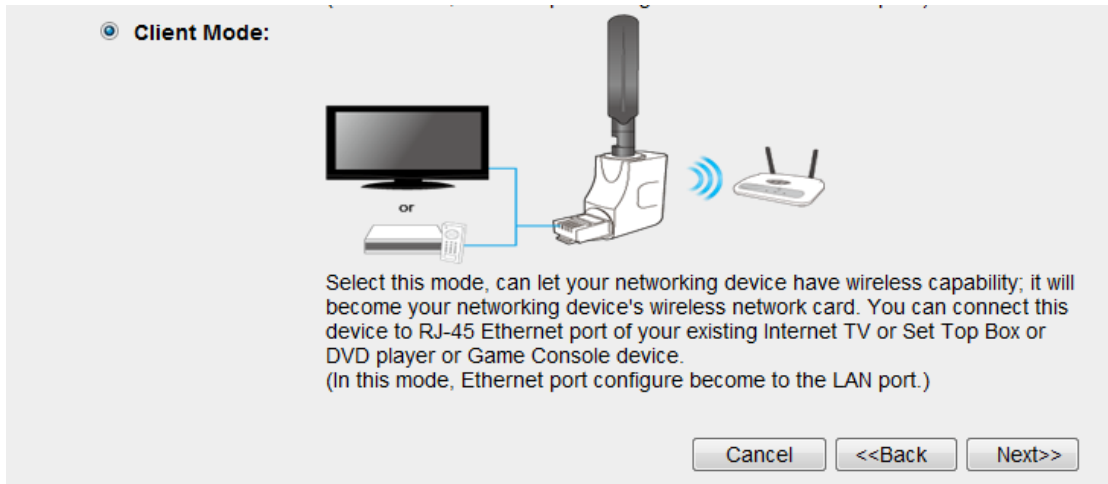 Client Mode:
or
Select this mode, can let your networking device have wireless capability; it will
become your networking device's wireless network card. You can connect this
device to RJ-45 Ethernet port of your existing Internet TV or Set Top Box or
DVD player or Game Console device.
(In this mode, Ethernet port configure become to the LAN port.)
Cancel <<Back Next>>